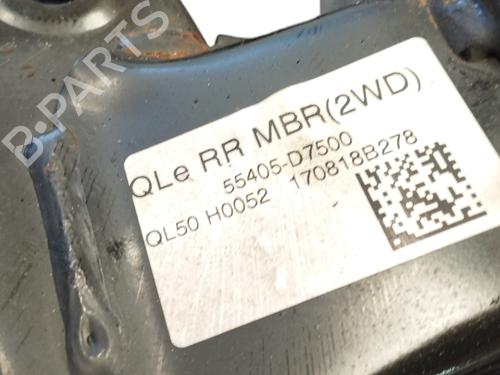 B-PARTS
QLe RR MBR(2WD)
55405-D7500
QL50 H0052 170818B278